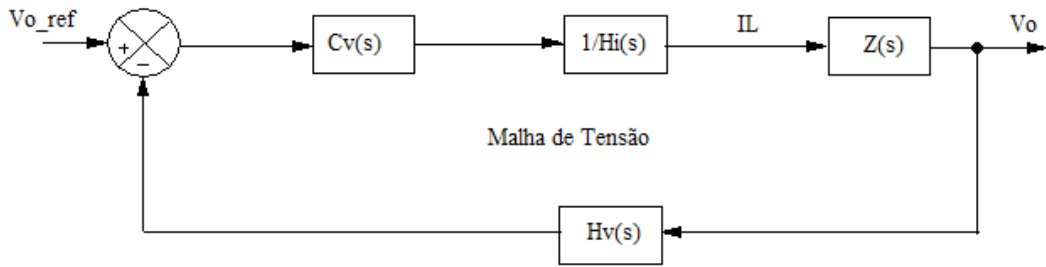 Vo_ref
+
−
Cv(s)
1/Hi(s)
IL
Z(s)
Vo
Malha de Tensão
Hv(s)